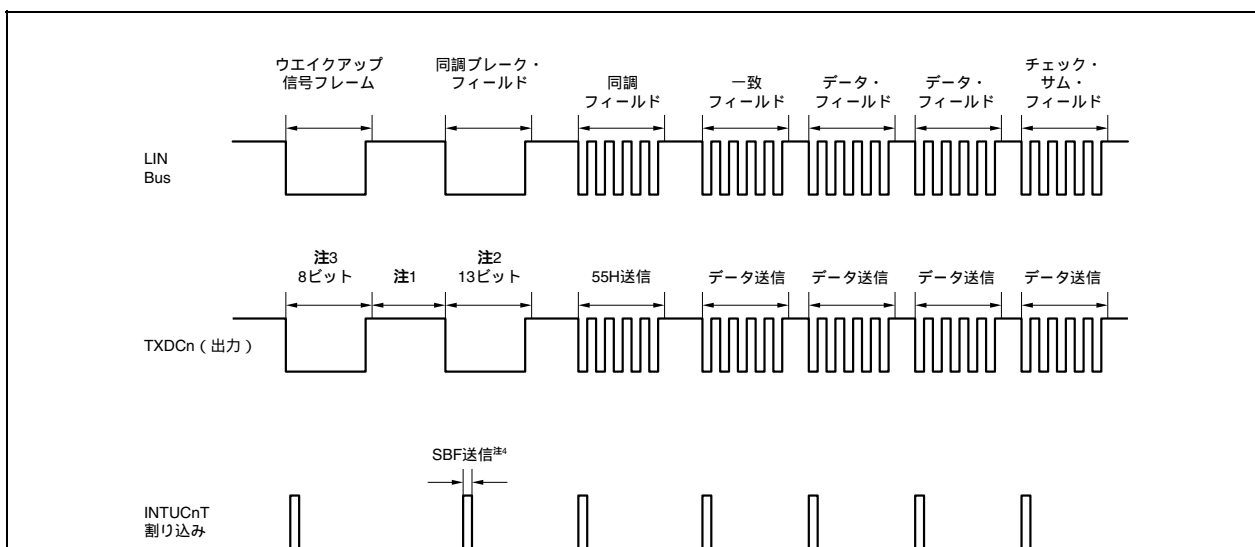 ウエイクアップ
信号フレーム
同調ブレーク・
フィールド
同調
フィールド
一致
フィールド
データ・
フィールド
データ・
フィールド
チェック・
サム・
フィールド
LIN
Bus
注3
8ビット
注1
注2
13ビット
55H送信
データ送信
データ送信
データ送信
データ送信
TXDCn（出力）
SBF送信注4
INTUCnT
割り込み